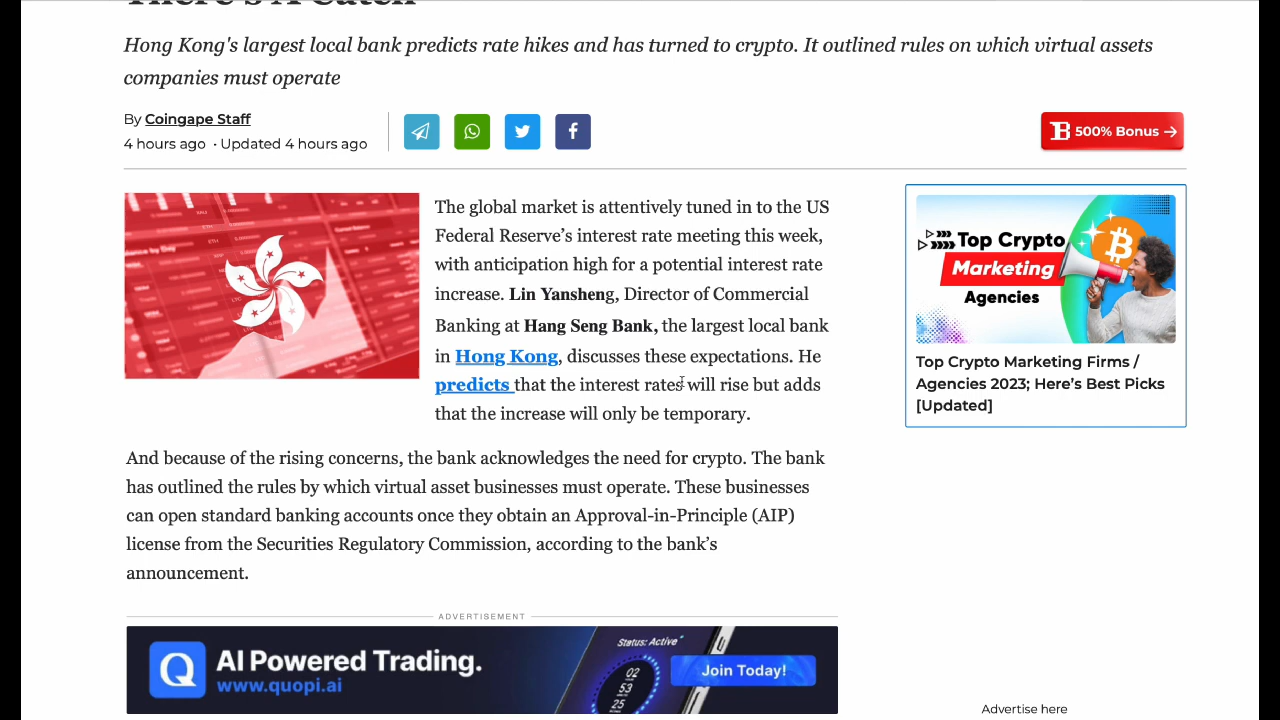 There's A Catch
Hong Kong's largest local bank predicts rate hikes and has turned to crypto. It outlined rules on which virtual assets
companies must operate
By Coingape Staff
4 hours ago · Updated 4 hours ago
500% Bonus →
The global market is attentively tuned in to the US
Federal Reserve's interest rate meeting this week,
with anticipation high for a potential interest rate
increase. Lin Yansheng, Director of Commercial
Banking at Hang Seng Bank, the largest local bank
in Hong Kong, discusses these expectations. He
predicts that the interest rates will rise but adds
that the increase will only be temporary.
Top Crypto
Marketing
Agencies
Top Crypto Marketing Firms /
Agencies 2023; Here's Best Picks
[Updated]
And because of the rising concerns, the bank acknowledges the need for crypto. The bank
has outlined the rules by which virtual asset businesses must operate. These businesses
can open standard banking accounts once they obtain an Approval-in-Principle (AIP)
license from the Securities Regulatory Commission, according to the bank's
announcement.
ADVERTISEMENT
AI Powered Trading.
www.quopi.ai
Status: Active
02
53
25
Join Today!
Advertise here